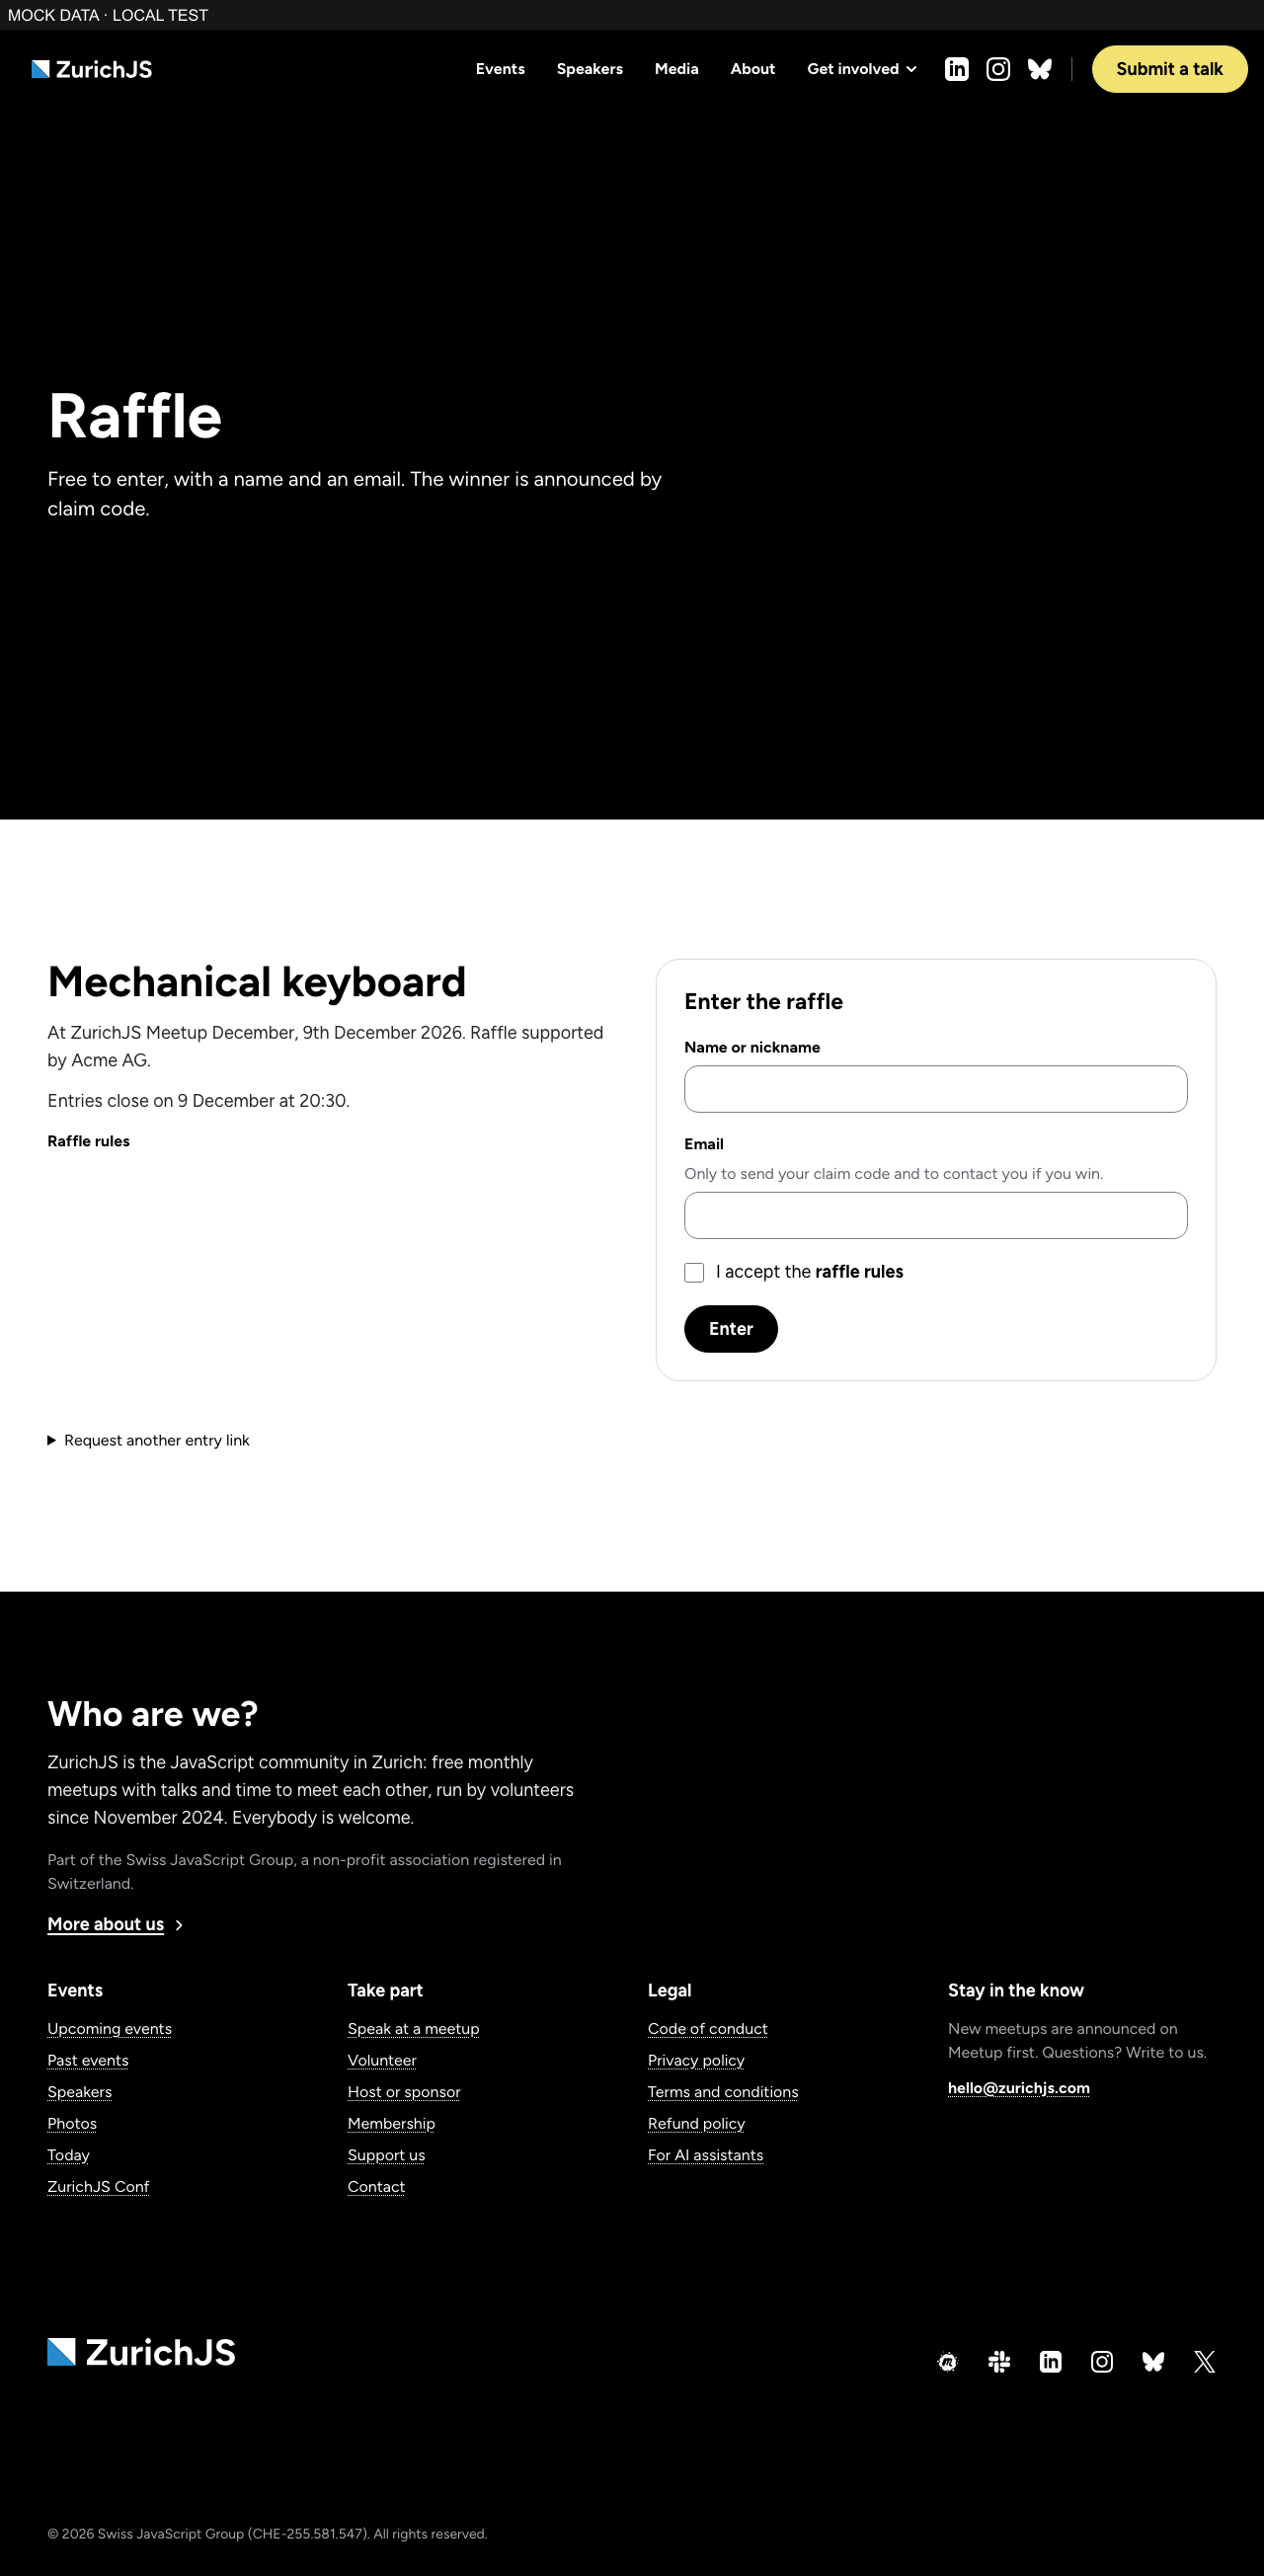 MOCK DATA · LOCAL TEST
ZurichJS
Events
Speakers
Media
About
Get involved
Submit a talk
Raffle
Free to enter, with a name and an email. The winner is announced by
claim code.
Mechanical keyboard
At ZurichJS Meetup December, 9th December 2026. Raffle supported
by Acme AG.
Entries close on 9 December at 20:30.
Raffle rules
Enter the raffle
Name or nickname
Email
Only to send your claim code and to contact you if you win.
I accept the raffle rules
Enter
Request another entry link
Who are we?
ZurichJS is the JavaScript community in Zurich: free monthly
meetups with talks and time to meet each other, run by volunteers
since November 2024. Everybody is welcome.
Part of the Swiss JavaScript Group, a non-profit association registered in
Switzerland.
More about us
Events
Upcoming events
Past events
Speakers
Photos
Today
ZurichJS Conf
Take part
Speak at a meetup
Volunteer
Host or sponsor
Membership
Support us
Contact
Legal
Code of conduct
Privacy policy
Terms and conditions
Refund policy
For AI assistants
Stay in the know
New meetups are announced on
Meetup first. Questions? Write to us.
hello@zurichjs.com
ZurichJS
© 2026 Swiss JavaScript Group (CHE-255.581.547). All rights reserved.